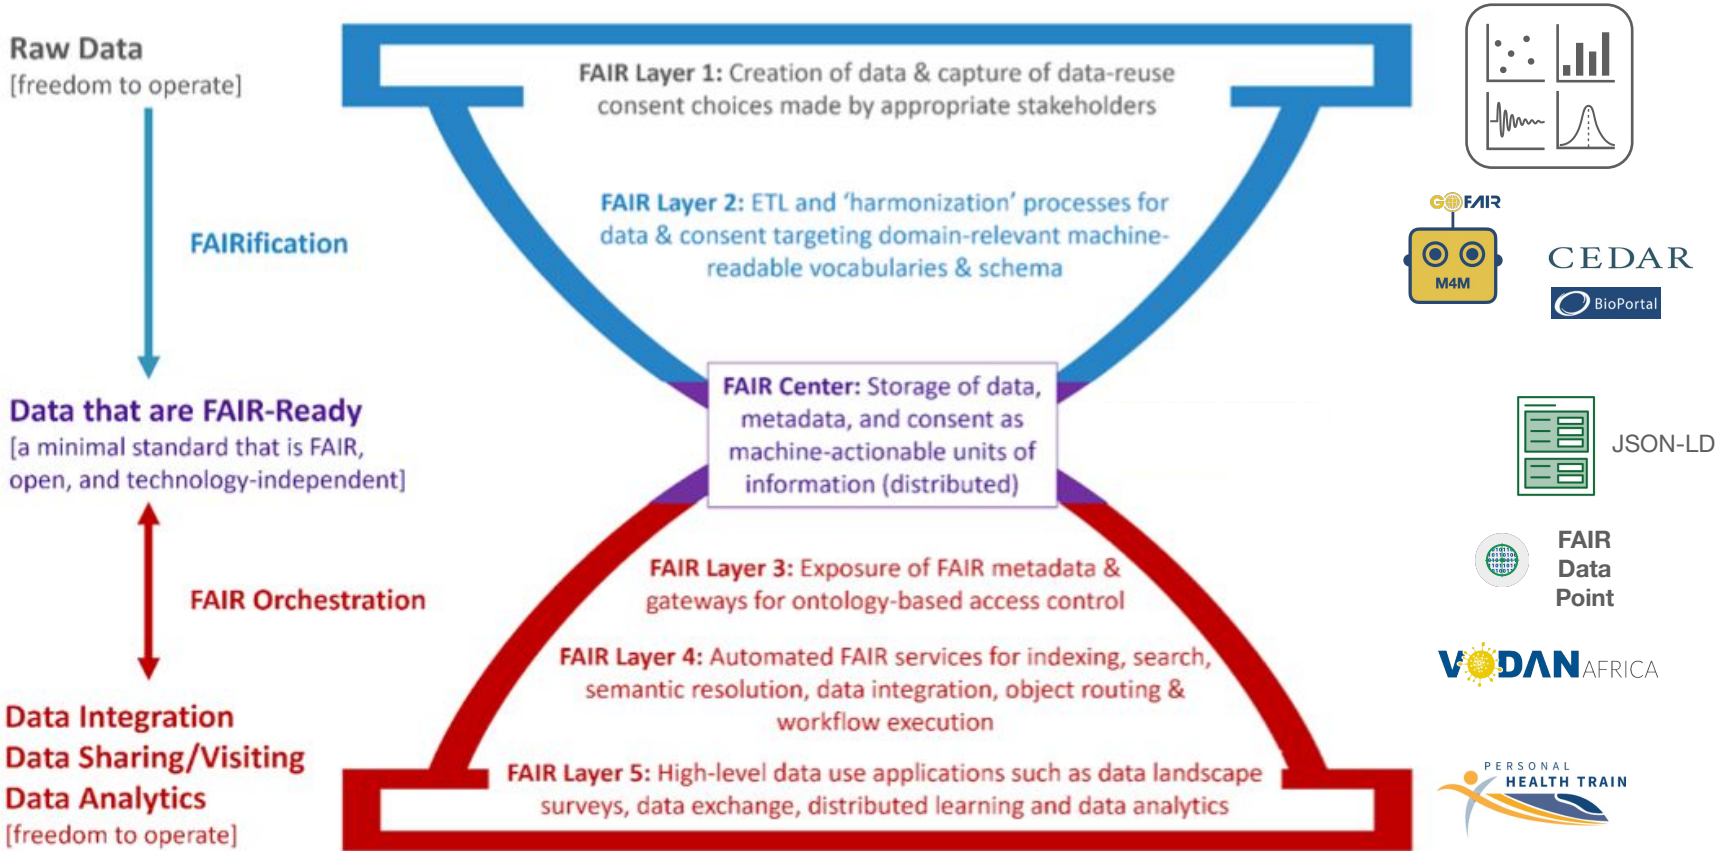 Raw Data
[freedom to operate]
FAIRification
Data that are FAIR-Ready
[a minimal standard that is FAIR,
open, and technology-independent]
FAIR Orchestration
Data Integration
Data Sharing/Visiting
Data Analytics
[freedom to operate]
FAIR Layer 1: Creation of data & capture of data-reuse
consent choices made by appropriate stakeholders
FAIR Layer 2: ETL and ‘harmonization’ processes for
data & consent targeting domain-relevant machine-
readable vocabularies & schema
FAIR Center: Storage of data,
metadata, and consent as
machine-actionable units of
information (distributed)
FAIR Layer 3: Exposure of FAIR metadata &
gateways for ontology-based access control
FAIR Layer 4: Automated FAIR services for indexing, search,
semantic resolution, data integration, object routing &
workflow execution
FAIR Layer 5: High-level data use applications such as data landscape
surveys, data exchange, distributed learning and data analytics
GO FAIR
M4M
CEDAR
BioPortal
JSON-LD
FAIR
Data
Point
VODAN AFRICA
PERSONAL
HEALTH TRAIN